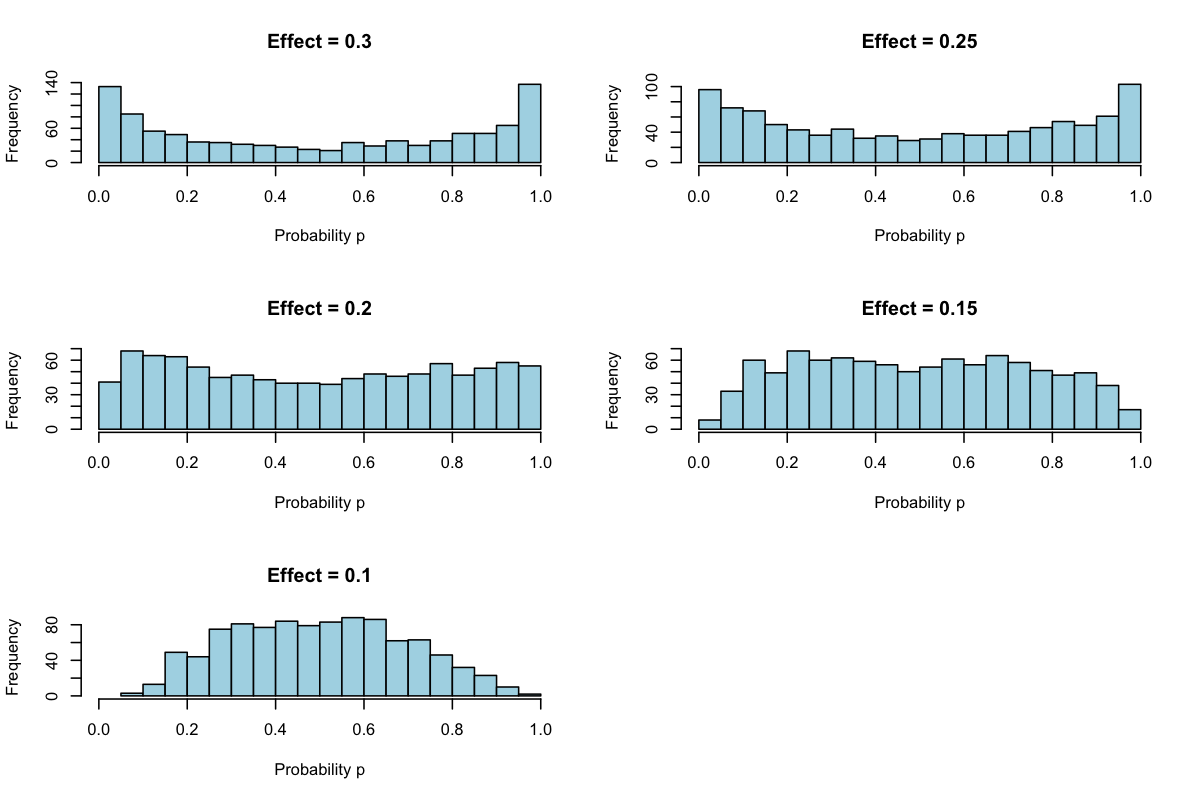 Effect = 0.3
Frequency
0 60 140
0.0 0.2 0.4 0.6 0.8 1.0
Probability p
Effect = 0.25
Frequency
0 40 100
0.0 0.2 0.4 0.6 0.8 1.0
Probability p
Effect = 0.2
Frequency
0 30 60
0.0 0.2 0.4 0.6 0.8 1.0
Probability p
Effect = 0.15
Frequency
0 30 60
0.0 0.2 0.4 0.6 0.8 1.0
Probability p
Effect = 0.1
Frequency
0 40 80
0.0 0.2 0.4 0.6 0.8 1.0
Probability p